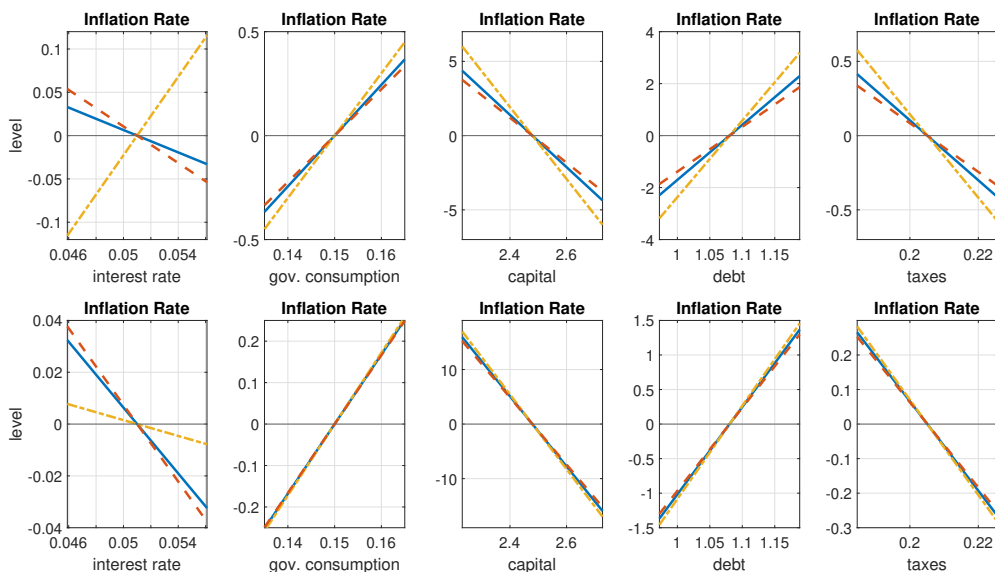 Inflation Rate Inflation Rate Inflation Rate Inflation Rate Inflation Rate
level
0.1
0.05
0
-0.05
-0.1
0.046 0.05 0.054
interest rate
0.5
0
-0.5
0.14 0.15 0.16
gov. consumption
5
0
-5
2.4 2.6
capital
4
2
0
-2
-4
1 1.05 1.1 1.15
debt
0.5
0
-0.5
0.2 0.22
taxes
Inflation Rate Inflation Rate Inflation Rate Inflation Rate Inflation Rate
level
0.04
0.02
0
-0.02
-0.04
0.046 0.05 0.054
interest rate
0.2
0.1
0
-0.1
-0.2
0.14 0.15 0.16
gov. consumption
10
0
-10
2.4 2.6
capital
1.5
1
0.5
0
-0.5
-1
-1.5
1 1.05 1.1 1.15
debt
0.2
0.1
0
-0.1
-0.2
-0.3
0.2 0.22
taxes